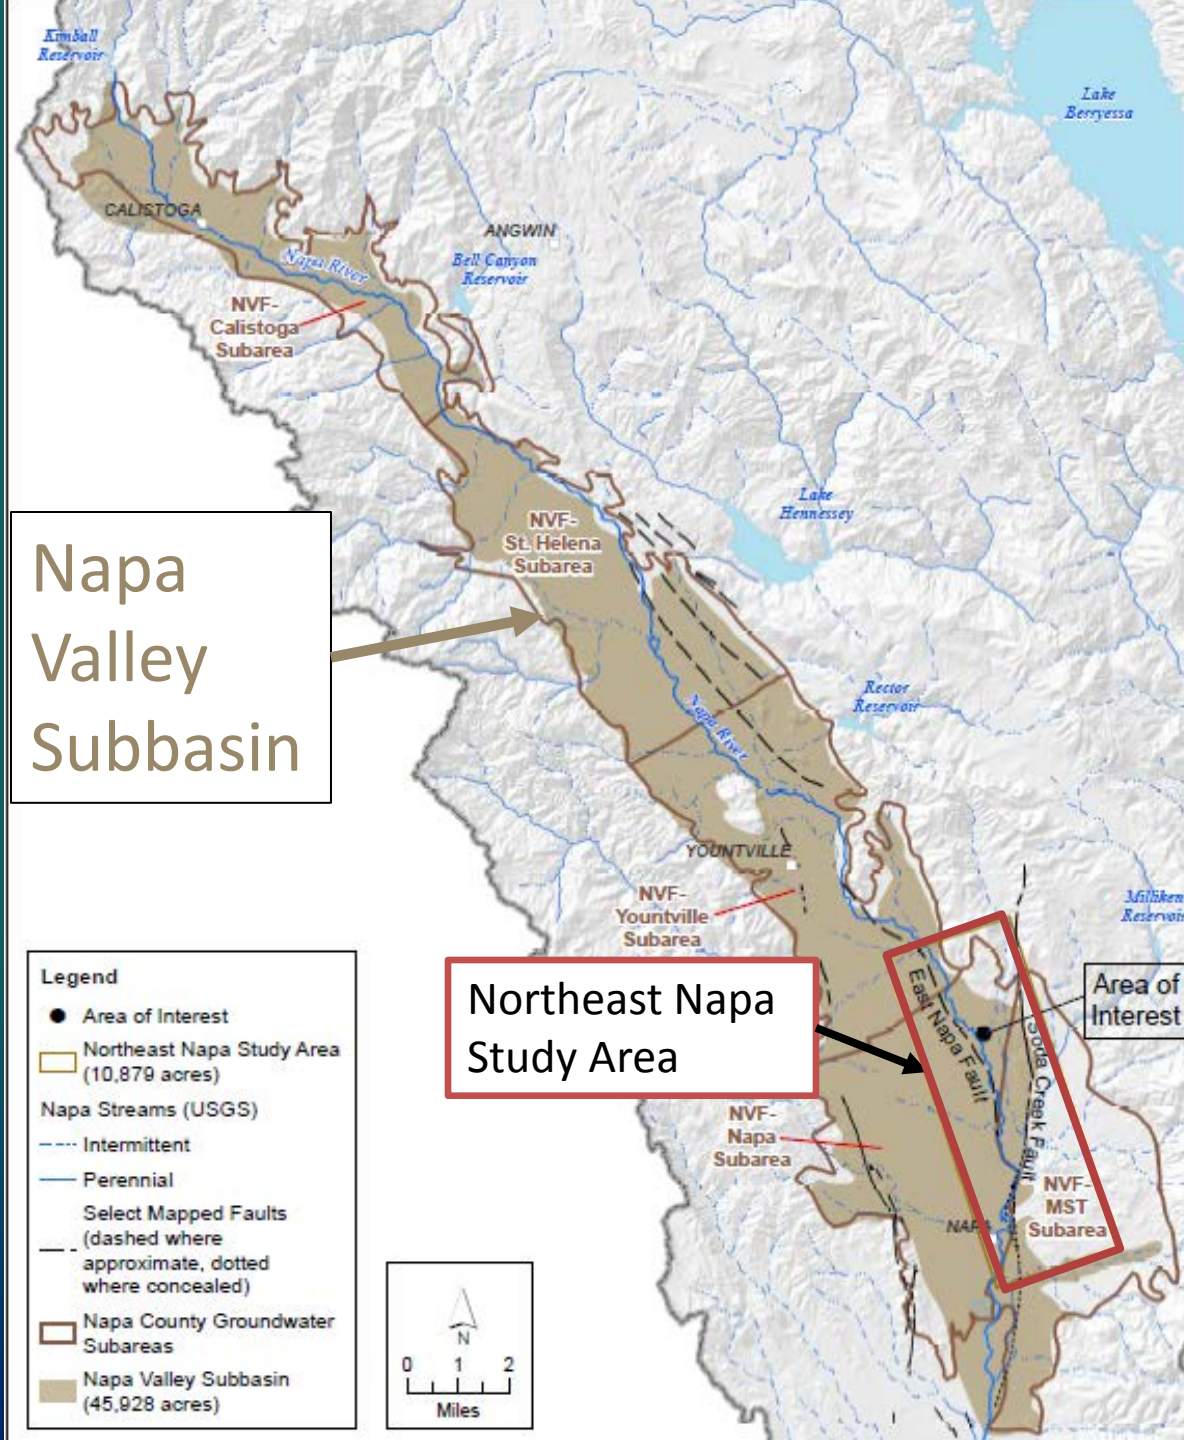 Kimball
Reservoir
Lake
Berryessa
CALISTOGA
ANGWIN
Napa River
Bell Canyon
Reservoir
NVF-
Calistoga
Subarea
Lake
Hennessey
NVF-
St. Helena
Subarea
Napa
Valley
Subbasin
Rector
Reservoir
Napa River
YOUNTVILLE
NVF-
Yountville
Subarea
Milliken
Reservoir
Northeast Napa
Study Area
East Napa Fault
Soda Creek Fault
Area of
Interest
NVF-
Napa
Subarea
NVF-
MST
Subarea
NAPA
Legend
Area of Interest
Northeast Napa Study Area
(10,879 acres)
Napa Streams (USGS)
Intermittent
Perennial
Select Mapped Faults
(dashed where
approximate, dotted
where concealed)
Napa County Groundwater
Subareas
Napa Valley Subbasin
(45,928 acres)
N
0 1 2
Miles